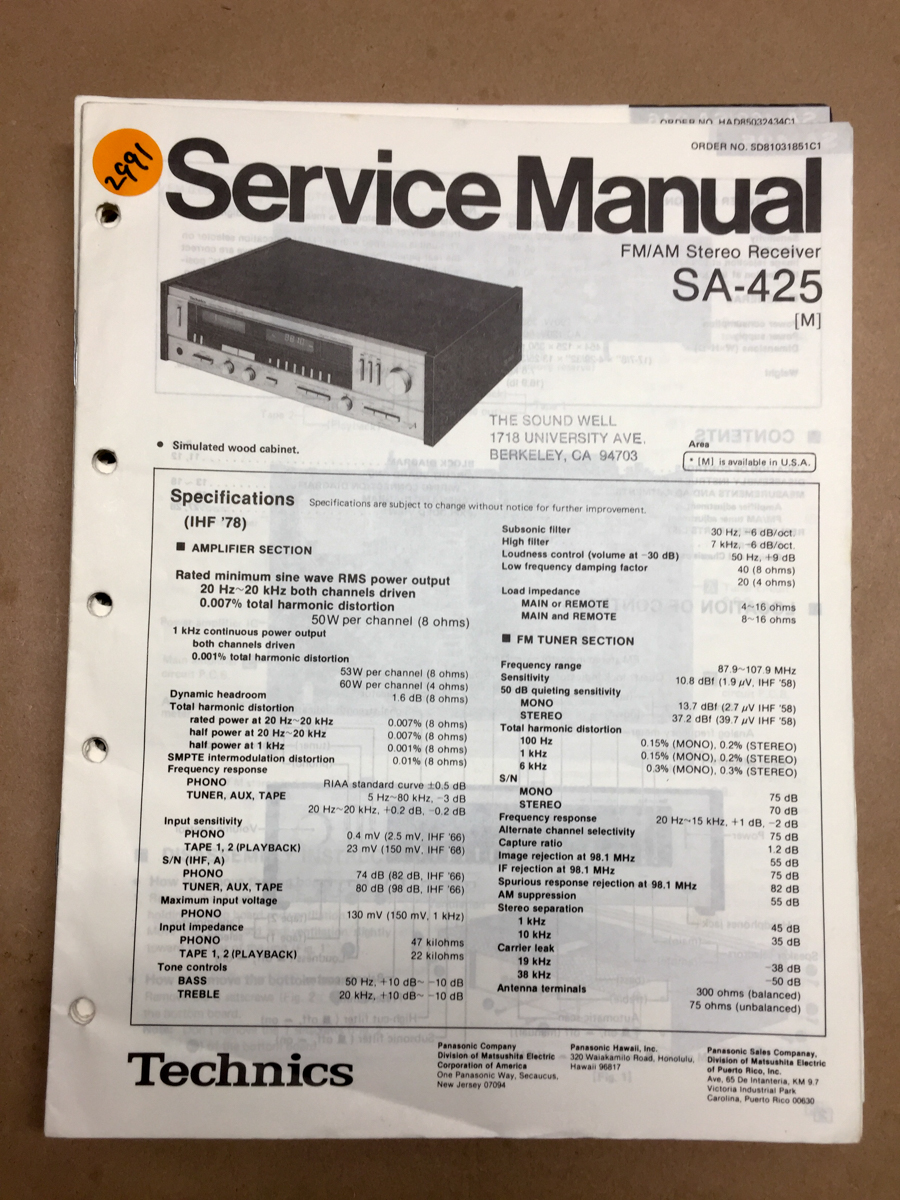 ORDER NO. HAD85032434C1
ORDER NO. SD81031851C1
2991
Service Manual
FM/AM Stereo Receiver
SA-425
[M]
THE SOUND WELL
1718 UNIVERSITY AVE.
BERKELEY, CA 94703
• Simulated wood cabinet.
Area
* [M] is available in U.S.A.
Specifications Specifications are subject to change without notice for further improvement.
(IHF '78)
■ AMPLIFIER SECTION
Rated minimum sine wave RMS power output
20 Hz~20 kHz both channels driven
0.007% total harmonic distortion
50W per channel (8 ohms)
1 kHz continuous power output
both channels driven
0.001% total harmonic distortion
53W per channel (8 ohms)
60W per channel (4 ohms)
Dynamic headroom 1.6 dB (8 ohms)
Total harmonic distortion
rated power at 20 Hz~20 kHz 0.007% (8 ohms)
half power at 20 Hz~20 kHz 0.007% (8 ohms)
half power at 1 kHz 0.001% (8 ohms)
SMPTE intermodulation distortion 0.01% (8 ohms)
Frequency response
PHONO RIAA standard curve ±0.5 dB
TUNER, AUX, TAPE 5 Hz~80 kHz, −3 dB
20 Hz~20 kHz, +0.2 dB, −0.2 dB
Input sensitivity
PHONO 0.4 mV (2.5 mV, IHF '66)
TAPE 1, 2 (PLAYBACK) 23 mV (150 mV, IHF '66)
S/N (IHF, A)
PHONO 74 dB (82 dB, IHF '66)
TUNER, AUX, TAPE 80 dB (98 dB, IHF '66)
Maximum input voltage
PHONO 130 mV (150 mV, 1 kHz)
Input impedance
PHONO 47 kilohms
TAPE 1, 2 (PLAYBACK) 22 kilohms
Tone controls
BASS 50 Hz, +10 dB~ −10 dB
TREBLE 20 kHz, +10 dB~ −10 dB
Subsonic filter 30 Hz, −6 dB/oct.
High filter 7 kHz, −6 dB/oct.
Loudness control (volume at −30 dB) 50 Hz, +9 dB
Low frequency damping factor 40 (8 ohms)
20 (4 ohms)
Load impedance
MAIN or REMOTE 4~16 ohms
MAIN and REMOTE 8~16 ohms
■ FM TUNER SECTION
Frequency range 87.9~107.9 MHz
Sensitivity 10.8 dBf (1.9 μV, IHF '58)
50 dB quieting sensitivity
MONO 13.7 dBf (2.7 μV IHF '58)
STEREO 37.2 dBf (39.7 μV, IHF '58)
Total harmonic distortion
100 Hz 0.15% (MONO), 0.2% (STEREO)
1 kHz 0.15% (MONO), 0.2% (STEREO)
6 kHz 0.3% (MONO), 0.3% (STEREO)
S/N
MONO 75 dB
STEREO 70 dB
Frequency response 20 Hz~15 kHz, +1 dB, −2 dB
Alternate channel selectivity 75 dB
Capture ratio 1.2 dB
Image rejection at 98.1 MHz 55 dB
IF rejection at 98.1 MHz 75 dB
Spurious response rejection at 98.1 MHz 82 dB
AM suppression 55 dB
Stereo separation
1 kHz 45 dB
10 kHz 35 dB
Carrier leak
19 kHz −38 dB
38 kHz −50 dB
Antenna terminals 300 ohms (balanced)
75 ohms (unbalanced)
Technics
Panasonic Company
Division of Matsushita Electric
Corporation of America
One Panasonic Way, Secaucus,
New Jersey 07094
Panasonic Hawaii, Inc.
320 Waiakamilo Road, Honolulu,
Hawaii 96817
Panasonic Sales Companay,
Division of Matsushita Electric
of Puerto Rico, Inc.
Ave, 65 De Intanteria, KM 9.7
Victoria Industrial Park
Carolina, Puerto Rico 00630